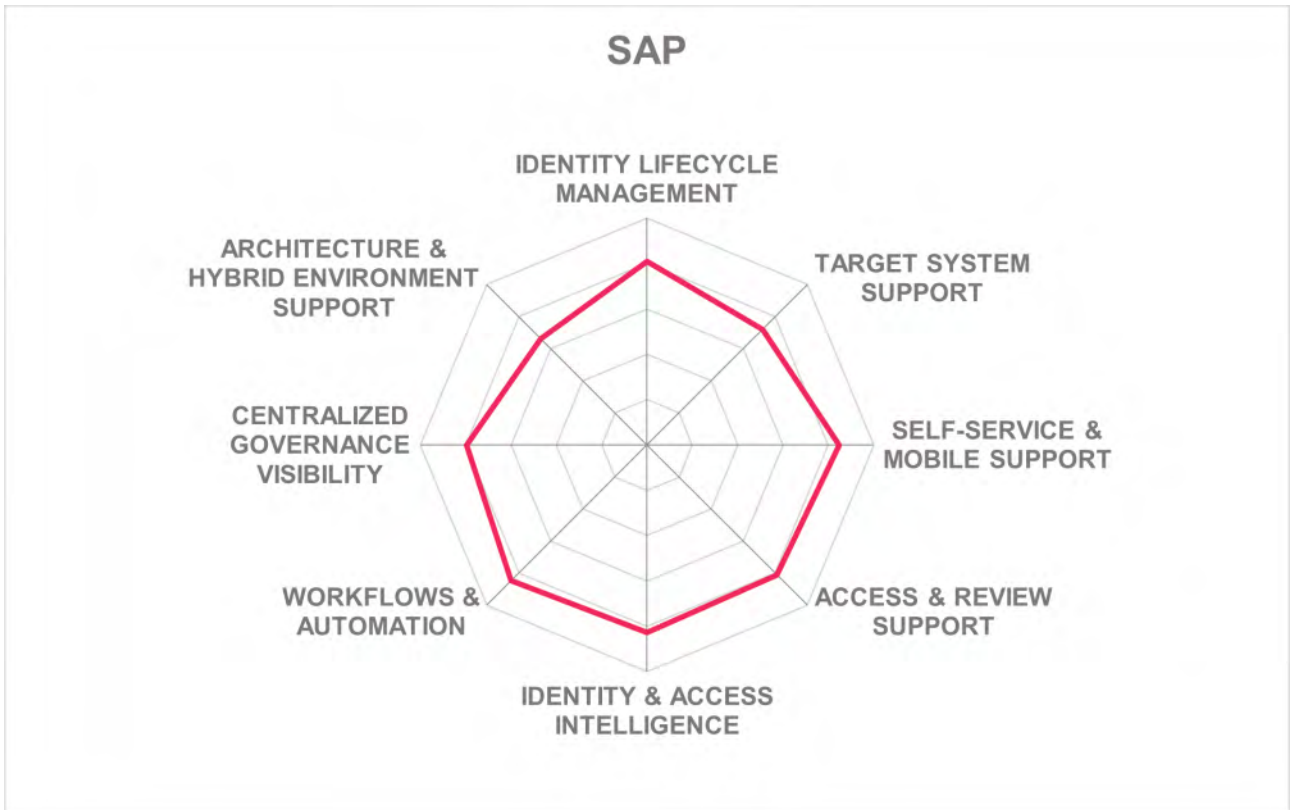 SAP
IDENTITY LIFECYCLE
MANAGEMENT
ARCHITECTURE &
HYBRID ENVIRONMENT
SUPPORT
TARGET SYSTEM
SUPPORT
CENTRALIZED
GOVERNANCE
VISIBILITY
SELF-SERVICE &
MOBILE SUPPORT
WORKFLOWS &
AUTOMATION
ACCESS & REVIEW
SUPPORT
IDENTITY & ACCESS
INTELLIGENCE